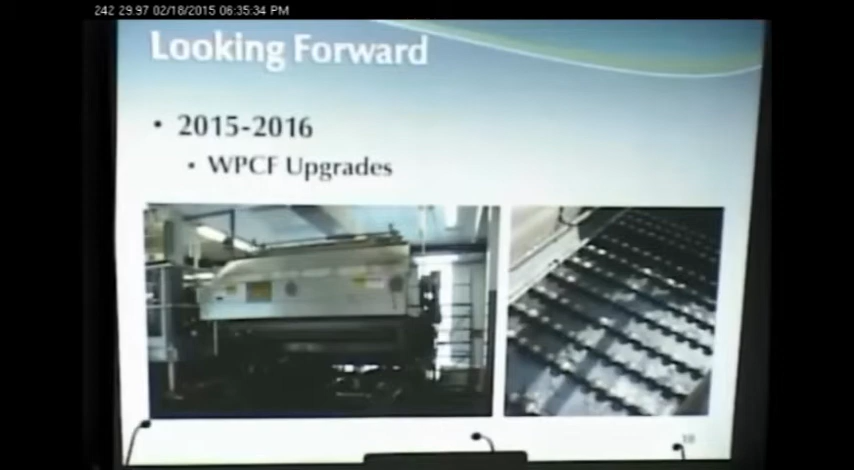 242 29.97 02/18/2015 06:35:34 PM
Looking Forward
• 2015-2016
• WPCF Upgrades